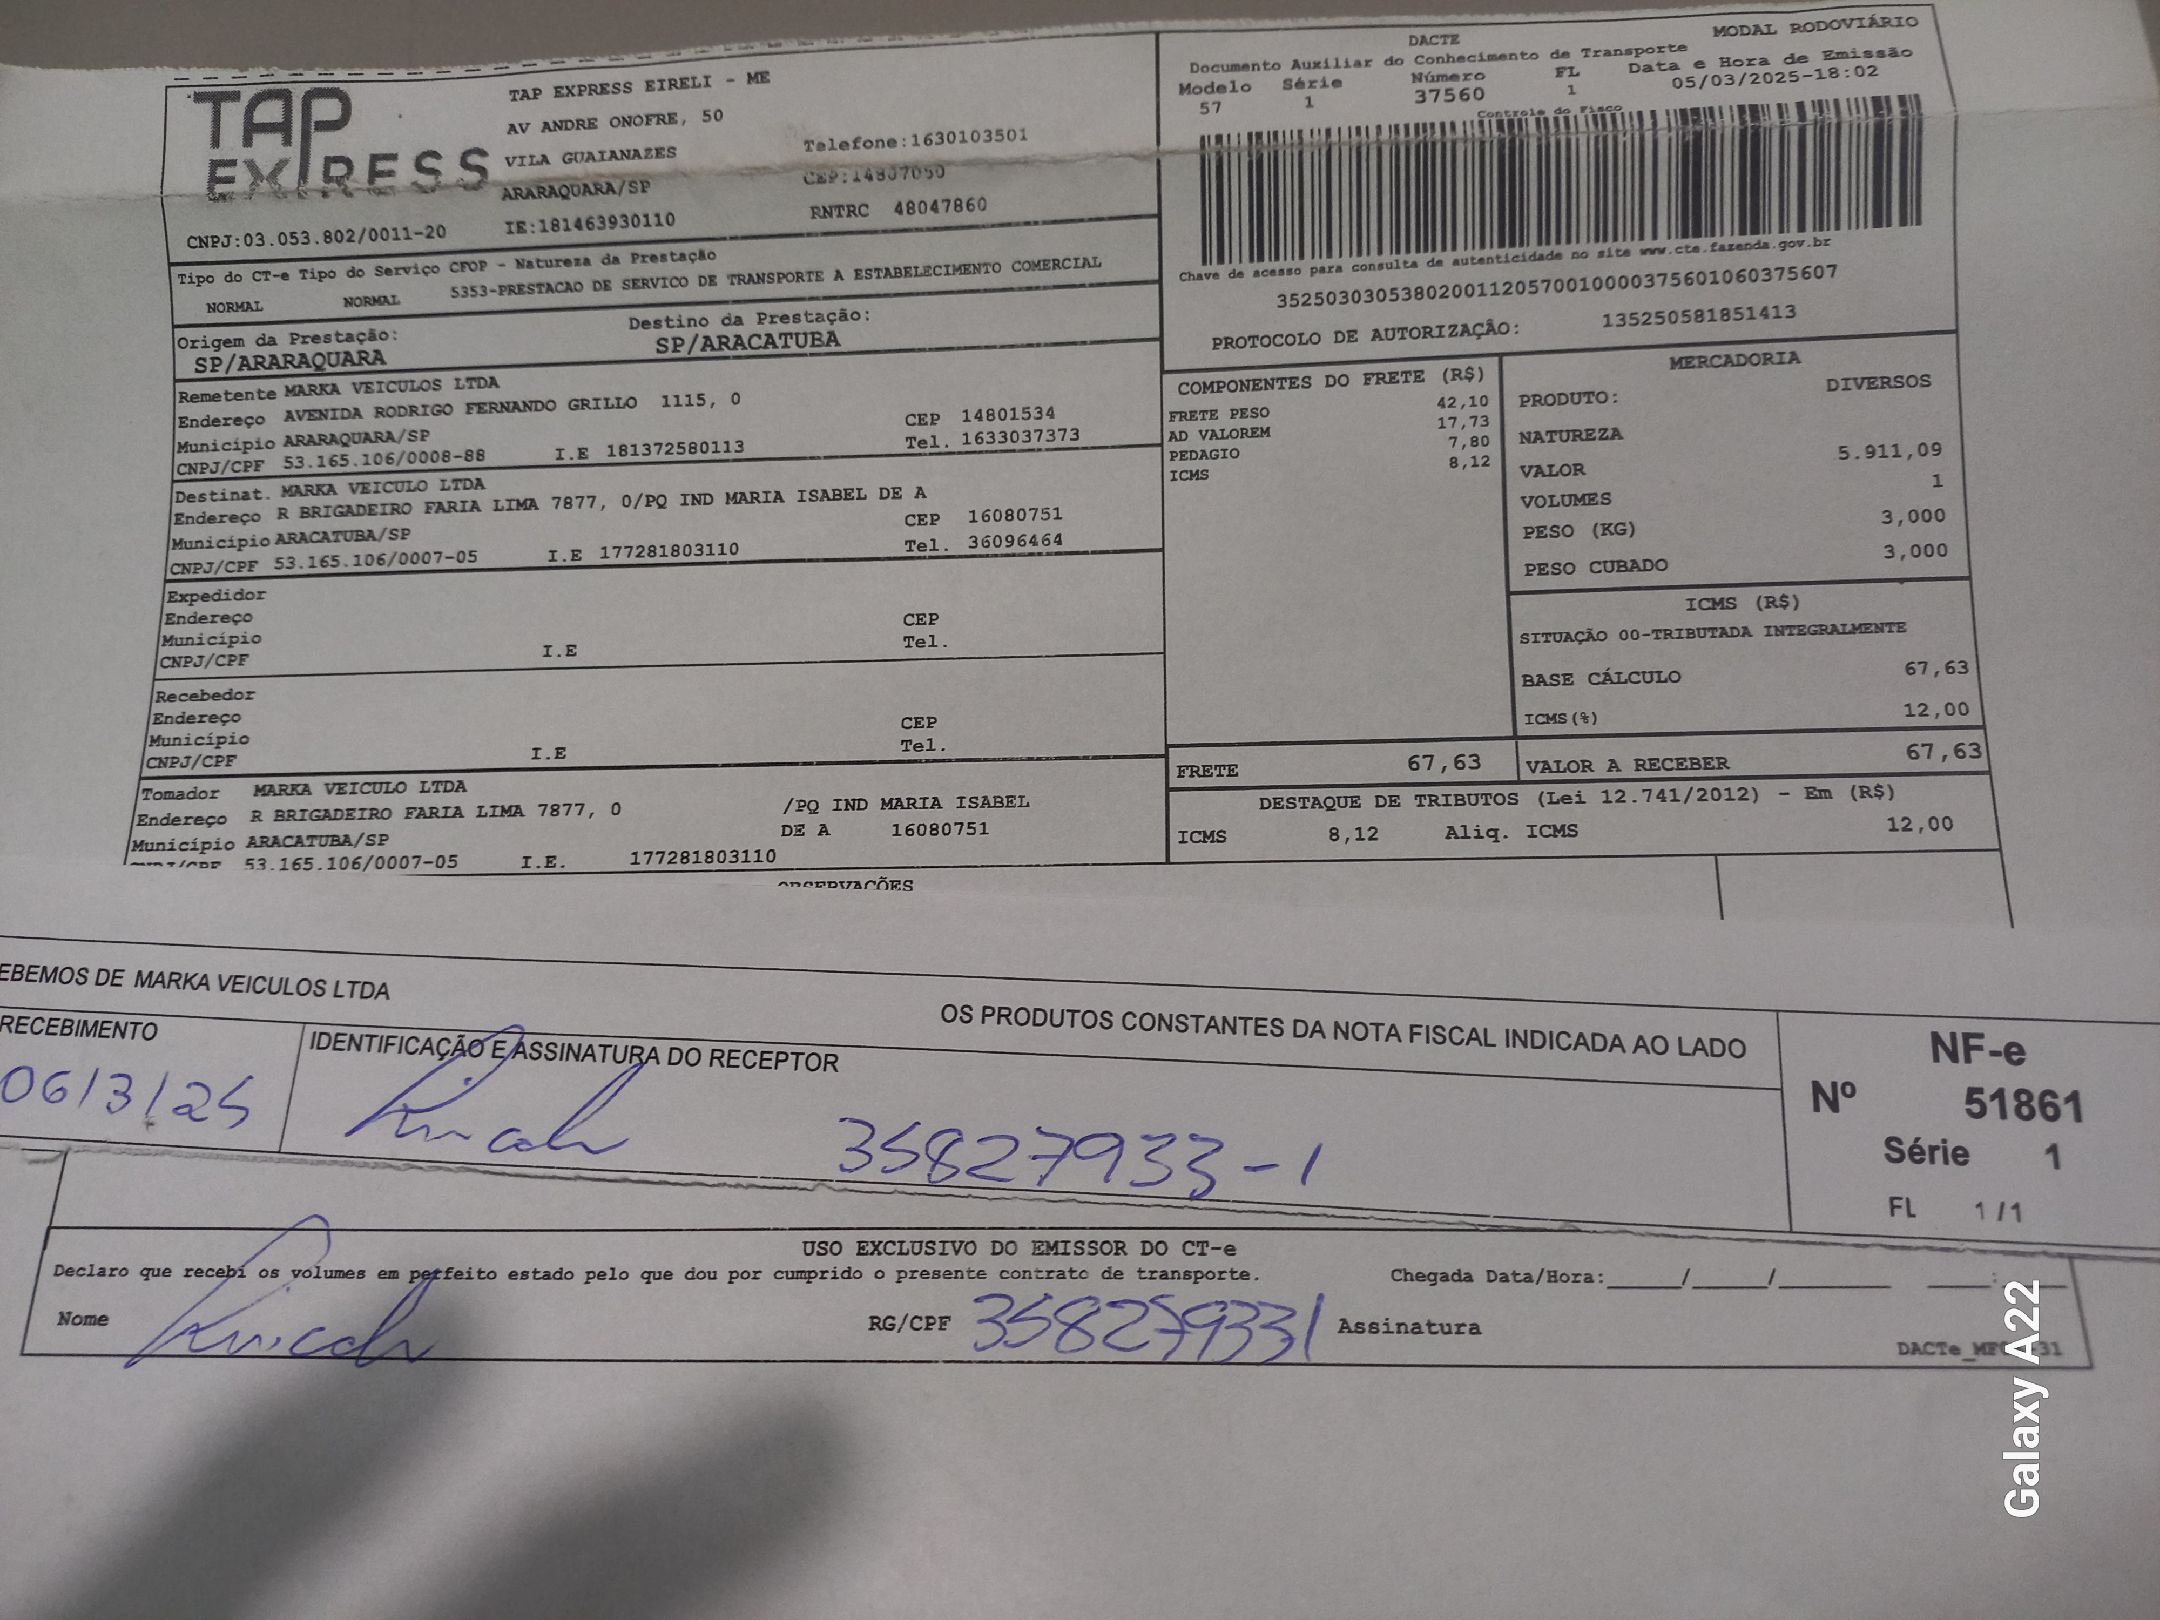 TAP EXPRESS
TAP EXPRESS EIRELI - ME
AV ANDRE ONOFRE, 50
VILA GUAIANAZES
Telefone:1630103501
ARARAQUARA/SP
CEP:14807050
CNPJ:03.053.802/0011-20
IE:181463930110
RNTRC 48047860
DACTE
MODAL RODOVIÁRIO
Documento Auxiliar do Conhecimento de Transporte
Modelo Série Número FL Data e Hora de Emissão
57 1 37560 1 05/03/2025-18:02
Controle do Fisco
Chave de acesso para consulta de autenticidade no site www.cte.fazenda.gov.br
35250303053802001120570010000375601060375607
PROTOCOLO DE AUTORIZAÇÃO: 135250581851413
Tipo do CT-e Tipo do Serviço CFOP - Natureza da Prestação
NORMAL NORMAL 5353-PRESTACAO DE SERVICO DE TRANSPORTE A ESTABELECIMENTO COMERCIAL
Origem da Prestação: Destino da Prestação:
SP/ARARAQUARA SP/ARACATUBA
Remetente MARKA VEICULOS LTDA
Endereço AVENIDA RODRIGO FERNANDO GRILLO 1115, 0
Município ARARAQUARA/SP CEP 14801534
CNPJ/CPF 53.165.106/0008-88 I.E 181372580113 Tel. 1633037373
Destinat. MARKA VEICULO LTDA
Endereço R BRIGADEIRO FARIA LIMA 7877, 0/PQ IND MARIA ISABEL DE A
Município ARACATUBA/SP CEP 16080751
CNPJ/CPF 53.165.106/0007-05 I.E 177281803110 Tel. 36096464
Expedidor
Endereço CEP
Município Tel.
CNPJ/CPF I.E
Recebedor
Endereço CEP
Município Tel.
CNPJ/CPF I.E
Tomador MARKA VEICULO LTDA
Endereço R BRIGADEIRO FARIA LIMA 7877, 0 /PQ IND MARIA ISABEL
Município ARACATUBA/SP DE A 16080751
CNPJ/CPF 53.165.106/0007-05 I.E. 177281803110
COMPONENTES DO FRETE (R$)
FRETE PESO 42,10
AD VALOREM 17,73
PEDAGIO 7,80
ICMS 8,12
MERCADORIA
PRODUTO: DIVERSOS
NATUREZA
VALOR 5.911,09
VOLUMES 1
PESO (KG) 3,000
PESO CUBADO 3,000
ICMS (R$)
SITUAÇÃO 00-TRIBUTADA INTEGRALMENTE
BASE CÁLCULO 67,63
ICMS(%) 12,00
FRETE 67,63 VALOR A RECEBER 67,63
DESTAQUE DE TRIBUTOS (Lei 12.741/2012) - Em (R$)
ICMS 8,12 Aliq. ICMS 12,00
OBSERVAÇÕES
EBEMOS DE MARKA VEICULOS LTDA
OS PRODUTOS CONSTANTES DA NOTA FISCAL INDICADA AO LADO
RECEBIMENTO
IDENTIFICAÇÃO E ASSINATURA DO RECEPTOR
06/3/25
35827933-1
NF-e
Nº 51861
Série 1
FL 1/1
USO EXCLUSIVO DO EMISSOR DO CT-e
Declaro que recebi os volumes em perfeito estado pelo que dou por cumprido o presente contrato de transporte.
Chegada Data/Hora:____/____/______ ___:___
Nome RG/CPF 358279331 Assinatura
Galaxy A22